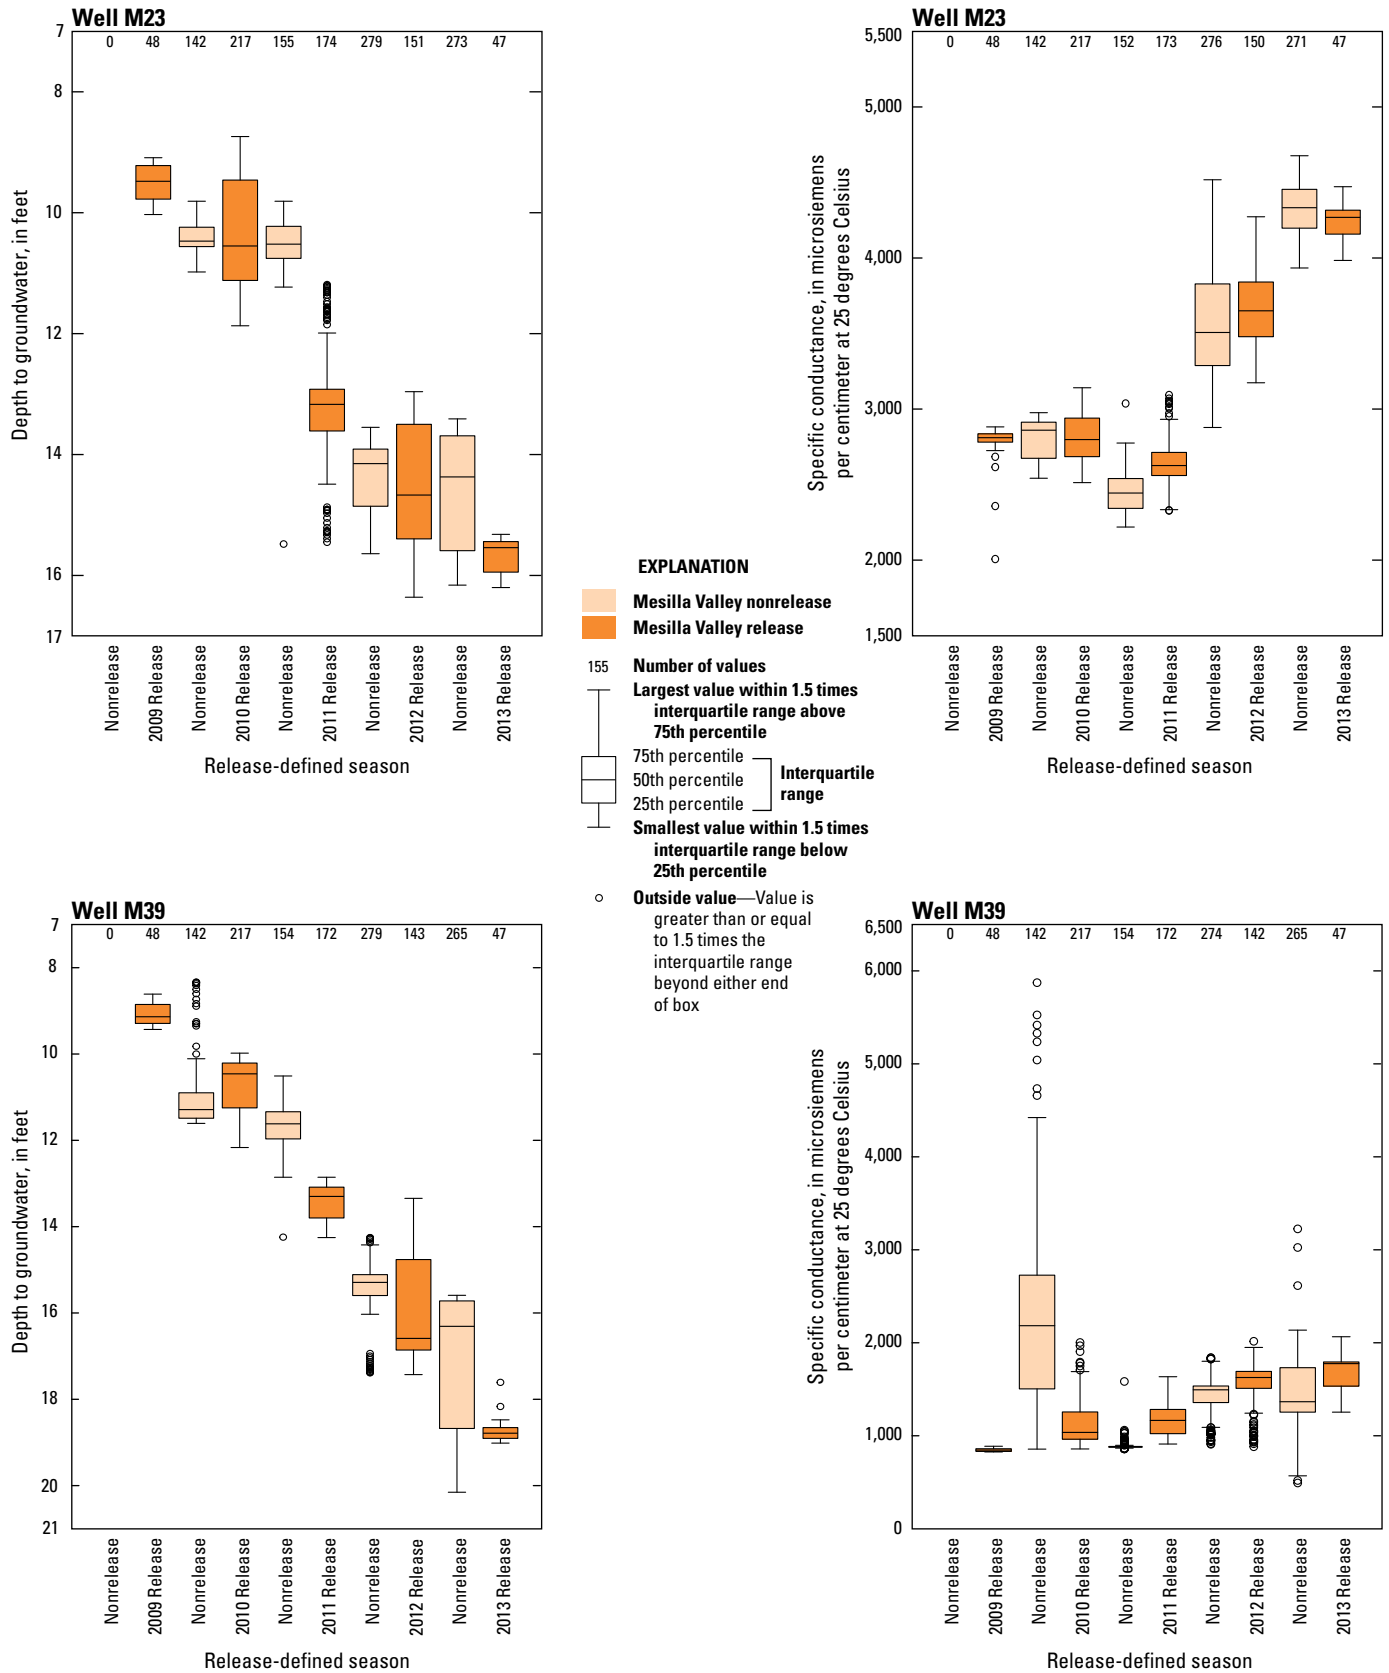 Well M23
7
8
10
12
14
16
17
0 48 142 217 155 174 279 151 273 47
Depth to groundwater, in feet
Nonrelease
2009 Release
Nonrelease
2010 Release
Nonrelease
2011 Release
Nonrelease
2012 Release
Nonrelease
2013 Release
Release-defined season
Well M23
5,500
5,000
4,000
3,000
2,000
1,500
0 48 142 217 152 173 276 150 271 47
Specific conductance, in microsiemens
per centimeter at 25 degrees Celsius
Nonrelease
2009 Release
Nonrelease
2010 Release
Nonrelease
2011 Release
Nonrelease
2012 Release
Nonrelease
2013 Release
Release-defined season
EXPLANATION
Mesilla Valley nonrelease
Mesilla Valley release
155 Number of values
Largest value within 1.5 times
interquartile range above
75th percentile
75th percentile
50th percentile
25th percentile
Interquartile
range
Smallest value within 1.5 times
interquartile range below
25th percentile
Outside value—Value is
greater than or equal
to 1.5 times the
interquartile range
beyond either end
of box
Well M39
7
8
10
12
14
16
18
20
21
0 48 142 217 154 172 279 143 265 47
Depth to groundwater, in feet
Nonrelease
2009 Release
Nonrelease
2010 Release
Nonrelease
2011 Release
Nonrelease
2012 Release
Nonrelease
2013 Release
Release-defined season
Well M39
6,500
6,000
5,000
4,000
3,000
2,000
1,000
0
0 48 142 217 154 172 274 142 265 47
Specific conductance, in microsiemens
per centimeter at 25 degrees Celsius
Nonrelease
2009 Release
Nonrelease
2010 Release
Nonrelease
2011 Release
Nonrelease
2012 Release
Nonrelease
2013 Release
Release-defined season